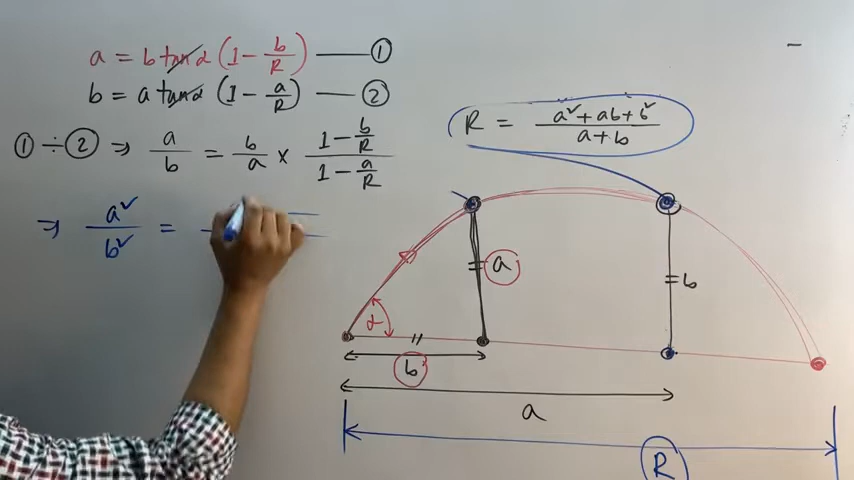 a = b tanα (1 - b/R) —— ①
b = a tanα (1 - a/R) —— ②
① ÷ ② ⇒ a/b = b/a × (1 - b/R)/(1 - a/R)
⇒ a²/b² =
R = (a² + ab + b²)/(a + b)
a
b
α
b
a
R